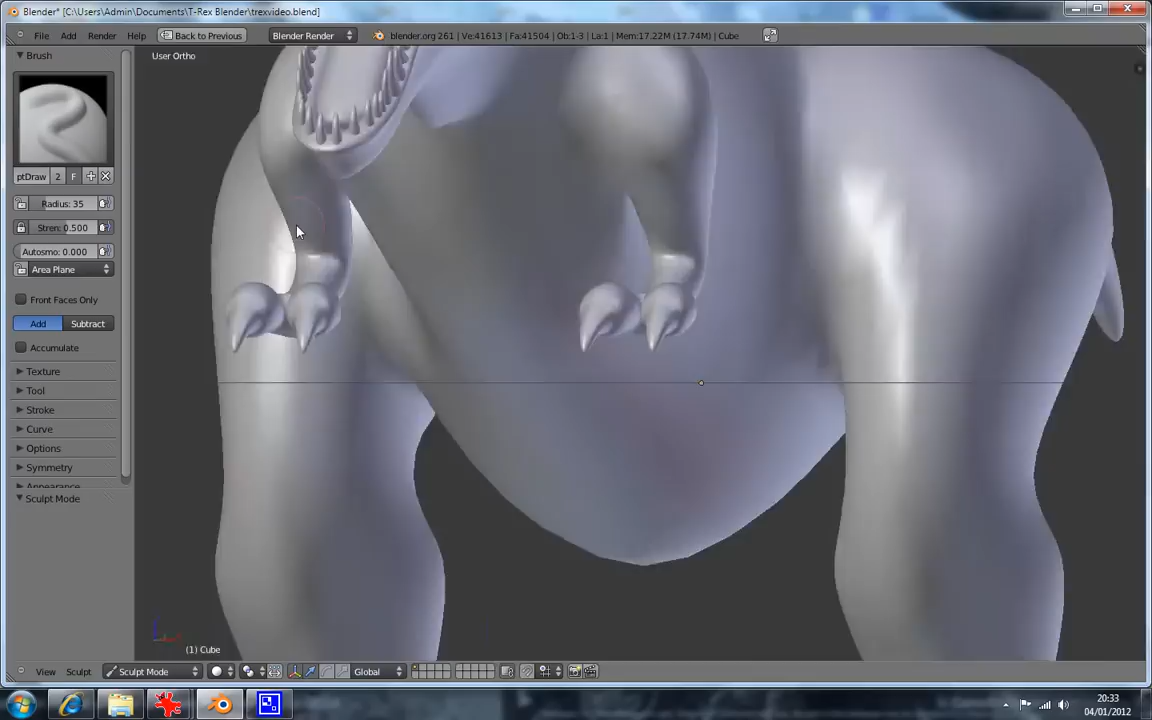 Blender* [C:\Users\Admin\Documents\T-Rex Blender\trexvideo.blend]
File Add Render Help Back to Previous Blender Render blender.org 261 | Ve:41613 | Fa:41504 | Ob:1-3 | La:1 | Mem:17.22M (17.74M) | Cube
Brush
User Ortho
ptDraw 2 F
Radius: 35
Stren: 0.500
Autosmo: 0.000
Area Plane
Front Faces Only
Add Subtract
Accumulate
Texture
Tool
Stroke
Curve
Options
Symmetry
Appearance
Sculpt Mode
(1) Cube
View Sculpt Sculpt Mode Global
20:33
04/01/2012